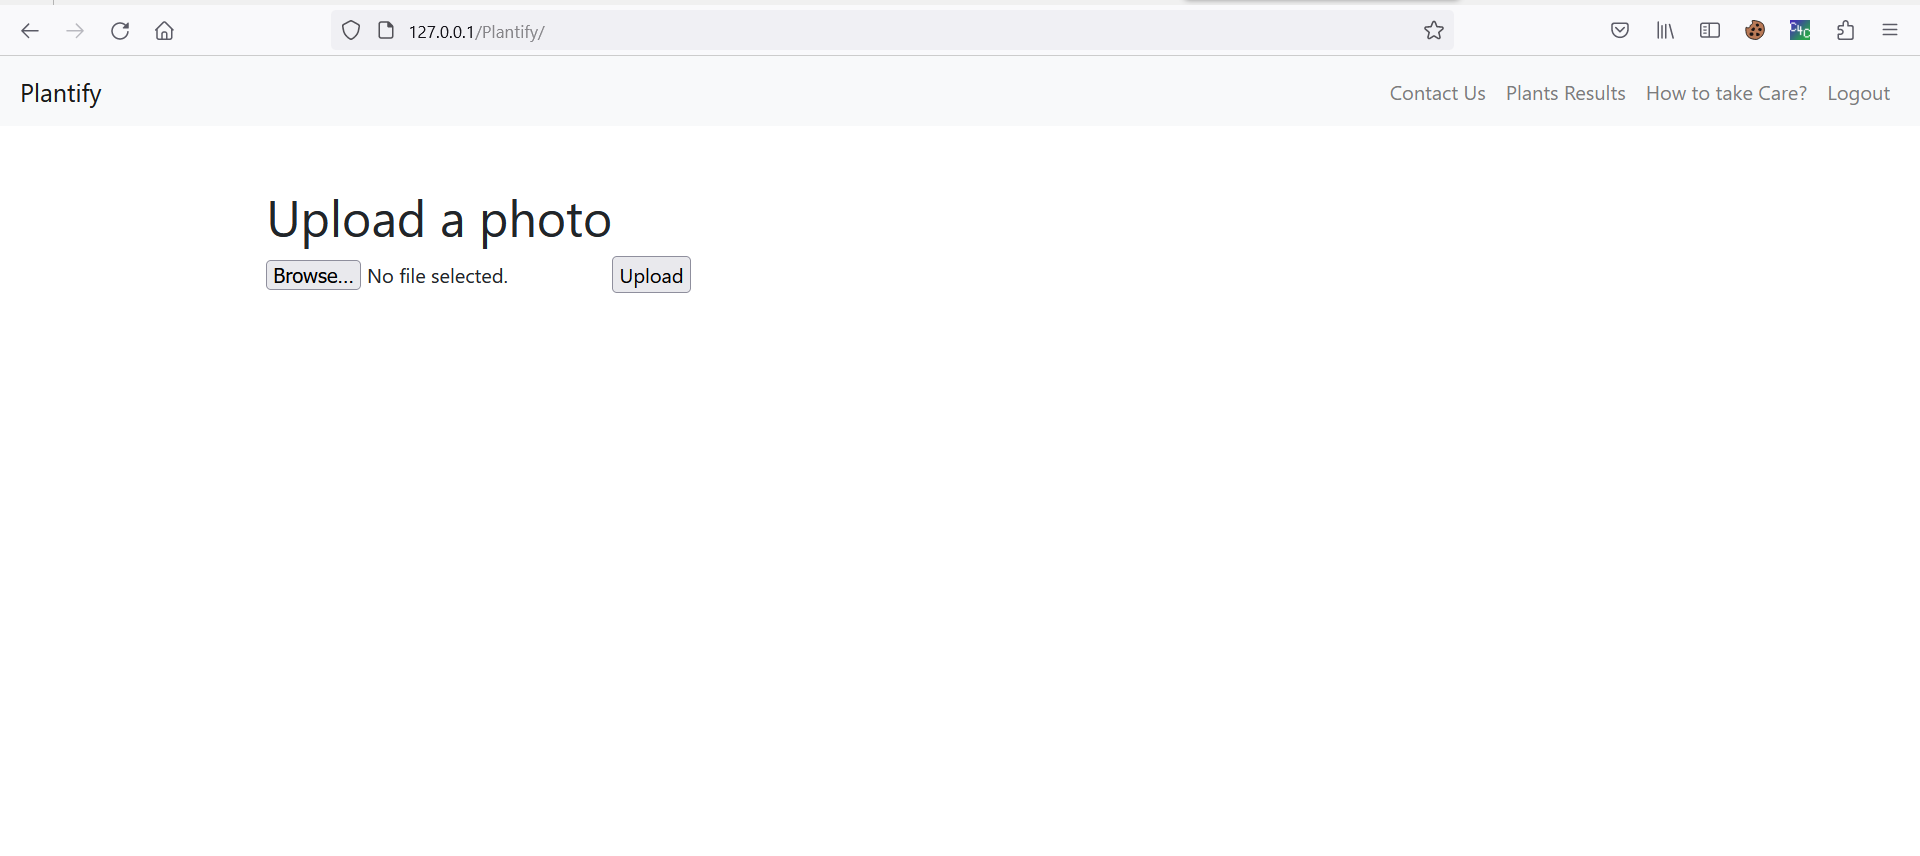 127.0.0.1/Plantify/
C4C
Plantify
Contact Us Plants Results How to take Care? Logout
Upload a photo
Browse... No file selected. Upload